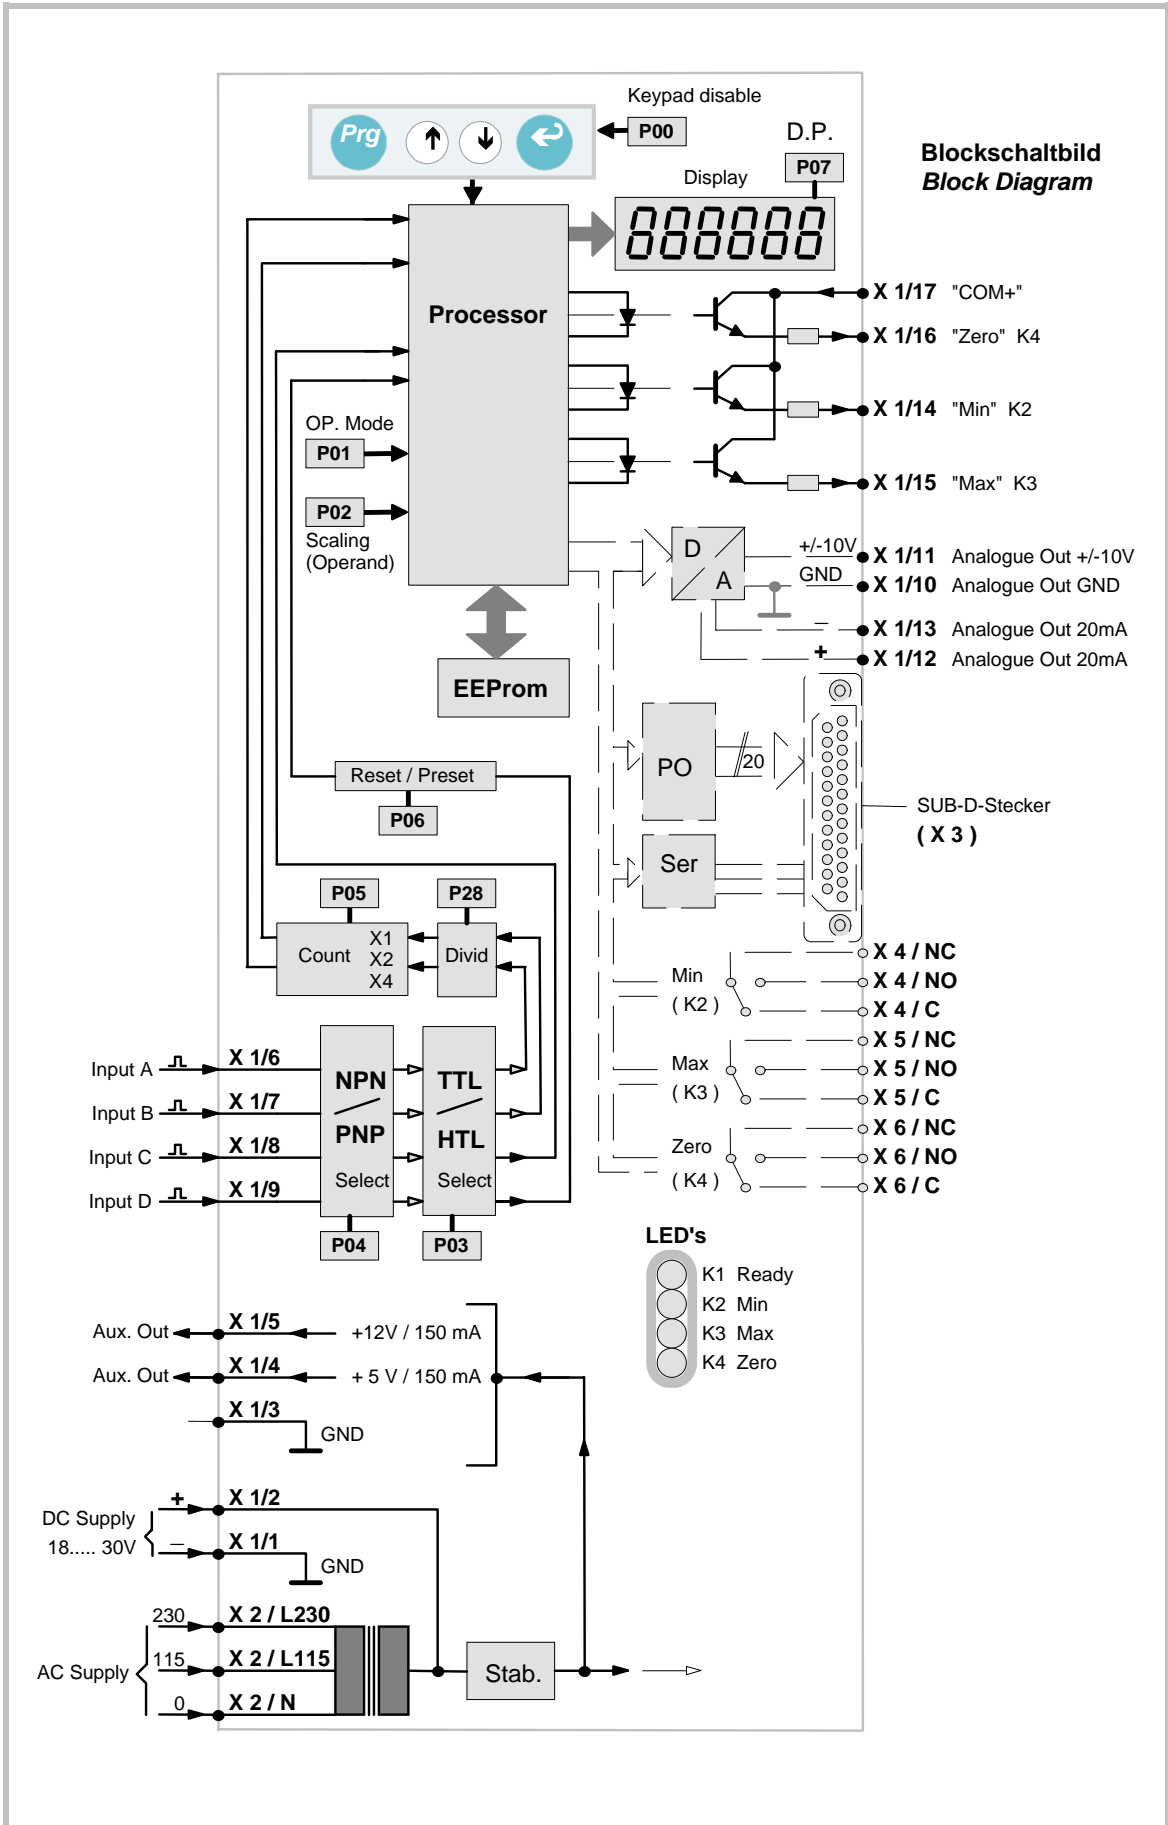 Keypad disable
Prg
P00
D.P.
P07
Blockschaltbild
Block Diagram
Display
888888
Processor
X 1/17 "COM+"
X 1/16 "Zero" K4
X 1/14 "Min" K2
X 1/15 "Max" K3
OP. Mode
P01
P02
Scaling
(Operand)
D
A
+/-10V
GND
X 1/11 Analogue Out +/-10V
X 1/10 Analogue Out GND
− X 1/13 Analogue Out 20mA
+ X 1/12 Analogue Out 20mA
EEProm
PO
20
Reset / Preset
P06
SUB-D-Stecker
( X 3 )
Ser
P05
P28
Count
X1
X2
X4
Divid
X 4 / NC
Min
X 4 / NO
( K2 )
X 4 / C
X 5 / NC
Max
X 5 / NO
( K3 )
X 5 / C
X 6 / NC
Zero
X 6 / NO
( K4 )
X 6 / C
Input A X 1/6
Input B X 1/7
Input C X 1/8
Input D X 1/9
NPN
PNP
Select
P04
TTL
HTL
Select
P03
LED's
K1 Ready
K2 Min
K3 Max
K4 Zero
Aux. Out X 1/5 +12V / 150 mA
Aux. Out X 1/4 + 5 V / 150 mA
X 1/3
GND
+ X 1/2
DC Supply
18..... 30V
− X 1/1
GND
230 X 2 / L230
AC Supply
115 X 2 / L115
0 X 2 / N
Stab.